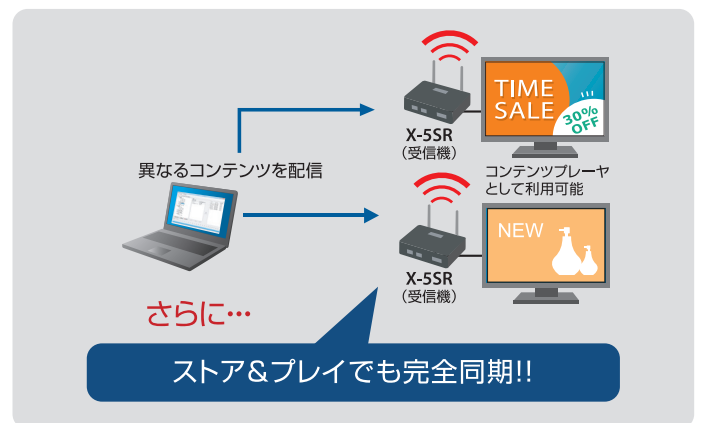 TIME
SALE
30%
OFF
X-5SR
(受信機)
異なるコンテンツを配信
コンテンツプレーヤ
として利用可能
NEW
X-5SR
(受信機)
さらに…
ストア&プレイでも完全同期!!